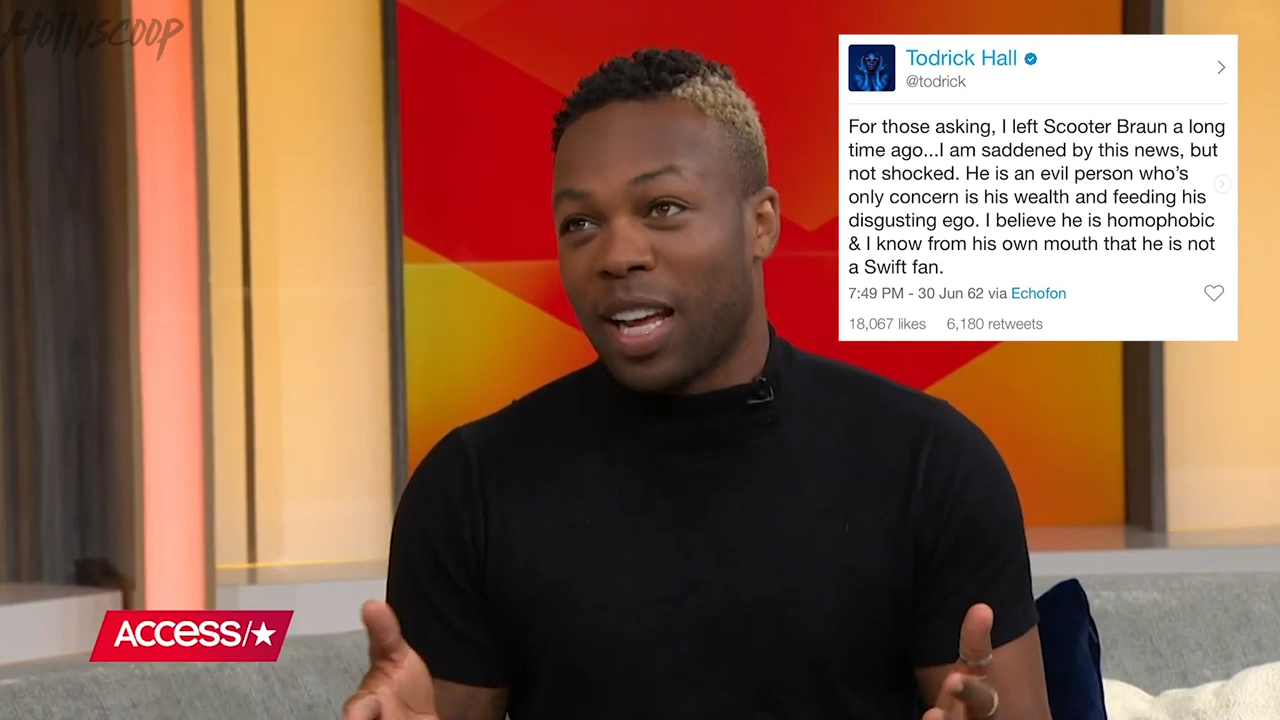 Hollyscoop
Todrick Hall
@todrick
For those asking, I left Scooter Braun a long
time ago...I am saddened by this news, but
not shocked. He is an evil person who's
only concern is his wealth and feeding his
disgusting ego. I believe he is homophobic
& I know from his own mouth that he is not
a Swift fan.
7:49 PM - 30 Jun 62 via Echofon
18,067 likes 6,180 retweets
ACCESS/